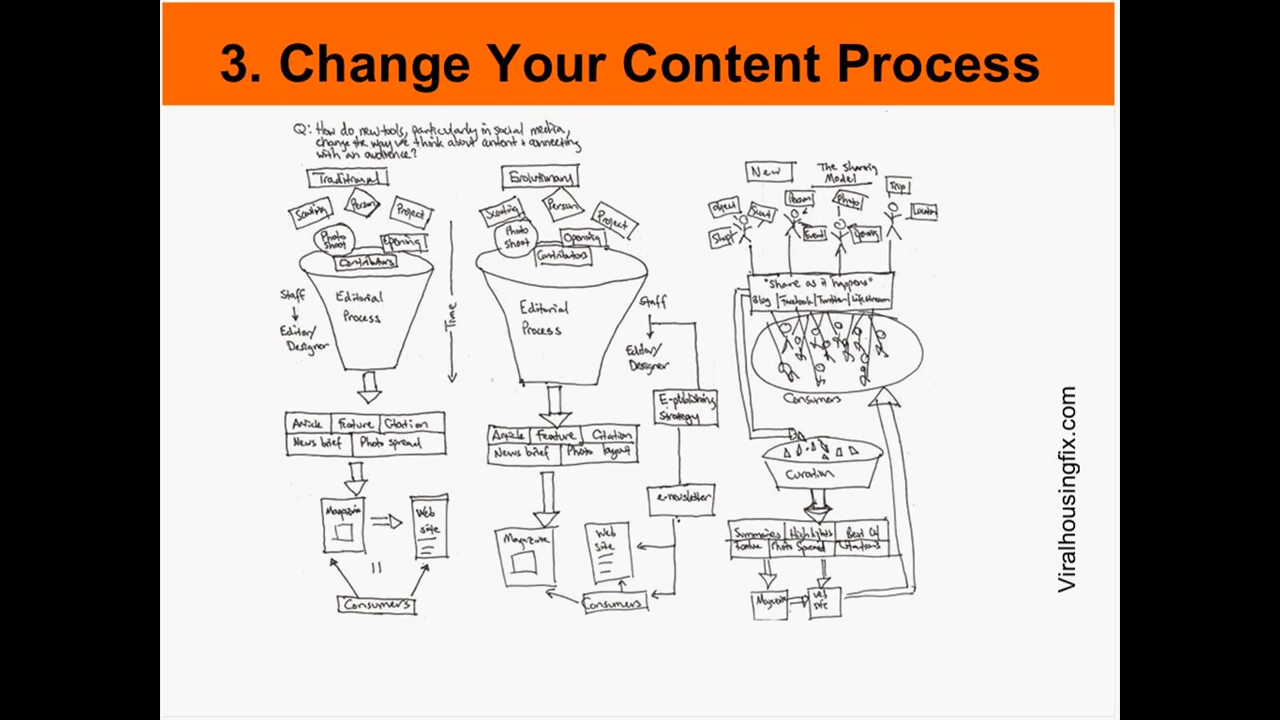 3. Change Your Content Process
Q: How do new tools, particularly in social media,
change the way we think about content + connecting
with an audience?
Traditional
Scouting
Person
Project
Photo
shoot
Opening
Contributors
Editorial
Process
Staff
Editor/
Designer
Time
Article Feature Citation
News brief Photo spread
Magazine
Web
site
Consumers
Evolutionary
Scouting
Person
Project
Photo
shoot
Opening
Contributors
Editorial
Process
Staff
Editor/
Designer
E-publishing
Strategy
e-newsletter
Article Feature Citation
News brief Photo layout
Magazine
Web
site
Consumers
New
The Sharing
Model
object
Scout
Person
Event
Photo
Trip
Location
"share as it happens"
Blog Facebook Twitter Lifestream
Consumers
Curation
Summaries Highlights Best Of
Feature Photo Spread Citations
Magazine
Web
site
Viralhousingfix.com